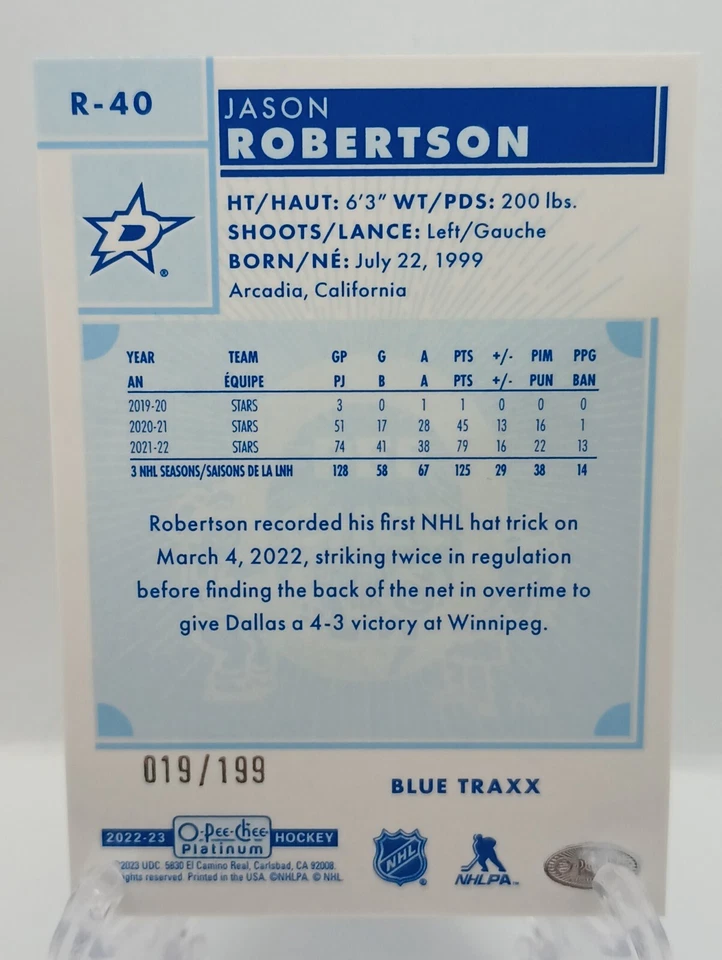 R-40
JASON
ROBERTSON
D
®
HT/HAUT: 6'3" WT/PDS: 200 lbs.
SHOOTS/LANCE: Left/Gauche
BORN/NÉ: July 22, 1999
Arcadia, California
YEAR TEAM GP G A PTS +/- PIM PPG
AN ÉQUIPE PJ B A PTS +/- PUN BAN
2019-20 STARS 3 0 1 1 0 0 0
2020-21 STARS 51 17 28 45 13 16 1
2021-22 STARS 74 41 38 79 16 22 13
3 NHL SEASONS/SAISONS DE LA LNH 128 58 67 125 29 38 14
Robertson recorded his first NHL hat trick on
March 4, 2022, striking twice in regulation
before finding the back of the net in overtime to
give Dallas a 4-3 victory at Winnipeg.
019/199
BLUE TRAXX
2022-23 O-Pee-Chee Platinum HOCKEY
2023 UDC. 5830 El Camino Real, Carlsbad, CA 92008.
reserved. Printed in the USA. ©NHLPA © NHL
NHL ®
NHLPA™